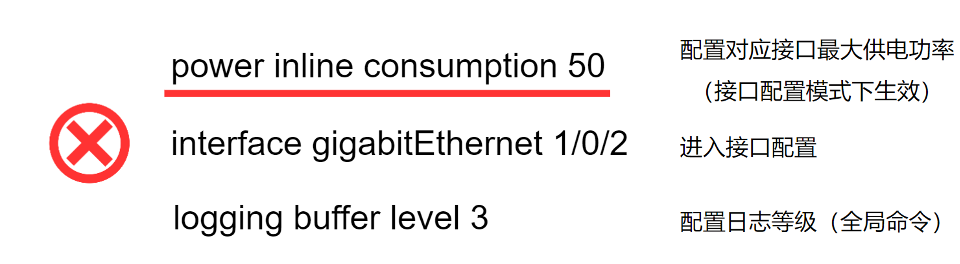 power inline consumption 50
配置对应接口最大供电功率
（接口配置模式下生效）
interface gigabitEthernet 1/0/2
进入接口配置
logging buffer level 3
配置日志等级（全局命令）